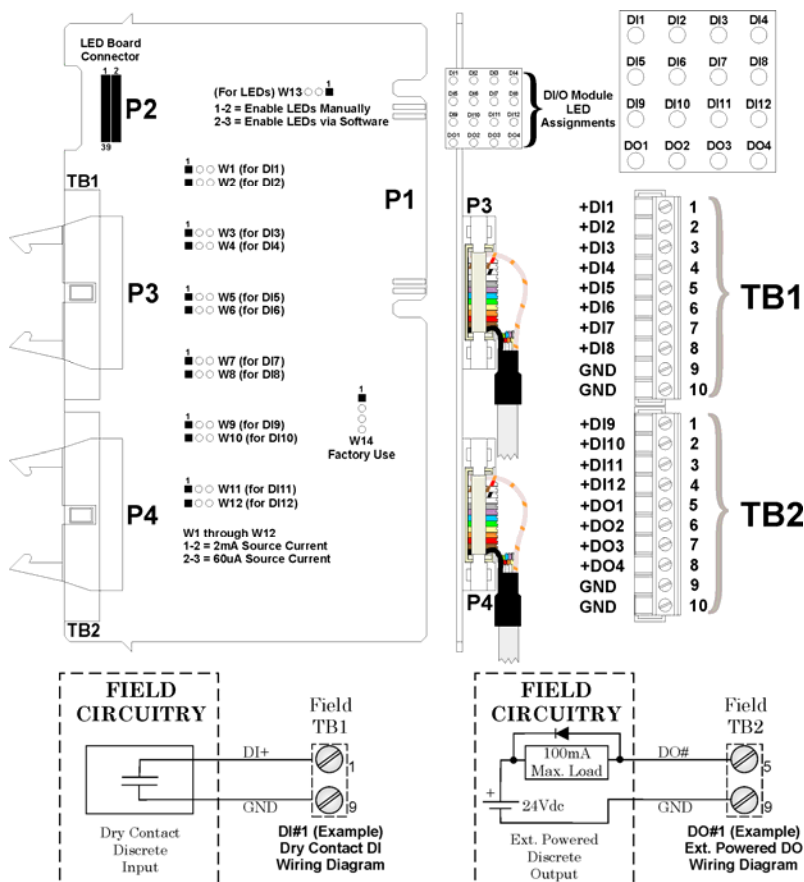 LED Board
Connector
1 2
39
P2
1
(For LEDs) W13
1-2 = Enable LEDs Manually
2-3 = Enable LEDs via Software
TB1
P3
P4
TB2
P1
1
W1 (for DI1)
W2 (for DI2)
1
W3 (for DI3)
W4 (for DI4)
1
W5 (for DI5)
W6 (for DI6)
1
W7 (for DI7)
W8 (for DI8)
1
W9 (for DI9)
W10 (for DI10)
1
W11 (for DI11)
W12 (for DI12)
1
W14
Factory Use
W1 through W12
1-2 = 2mA Source Current
2-3 = 60uA Source Current
DI1 DI2 DI3 DI4
DI5 DI6 DI7 DI8
DI9 DI10 DI11 DI12
DO1 DO2 DO3 DO4
DI/O Module
LED
Assignments
DI1 DI2 DI3 DI4
DI5 DI6 DI7 DI8
DI9 DI10 DI11 DI12
DO1 DO2 DO3 DO4
P3
P4
+DI1 1
+DI2 2
+DI3 3
+DI4 4
+DI5 5
+DI6 6
+DI7 7
+DI8 8
GND 9
GND 10
TB1
+DI9 1
+DI10 2
+DI11 3
+DI12 4
+DO1 5
+DO2 6
+DO3 7
+DO4 8
GND 9
GND 10
TB2
FIELD
CIRCUITRY
Field
TB1
DI+
1
GND
9
Dry Contact
Discrete
Input
DI#1 (Example)
Dry Contact DI
Wiring Diagram
FIELD
CIRCUITRY
Field
TB2
100mA
Max. Load
DO#
5
+
24Vdc
GND
9
Ext. Powered
Discrete
Output
DO#1 (Example)
Ext. Powered DO
Wiring Diagram